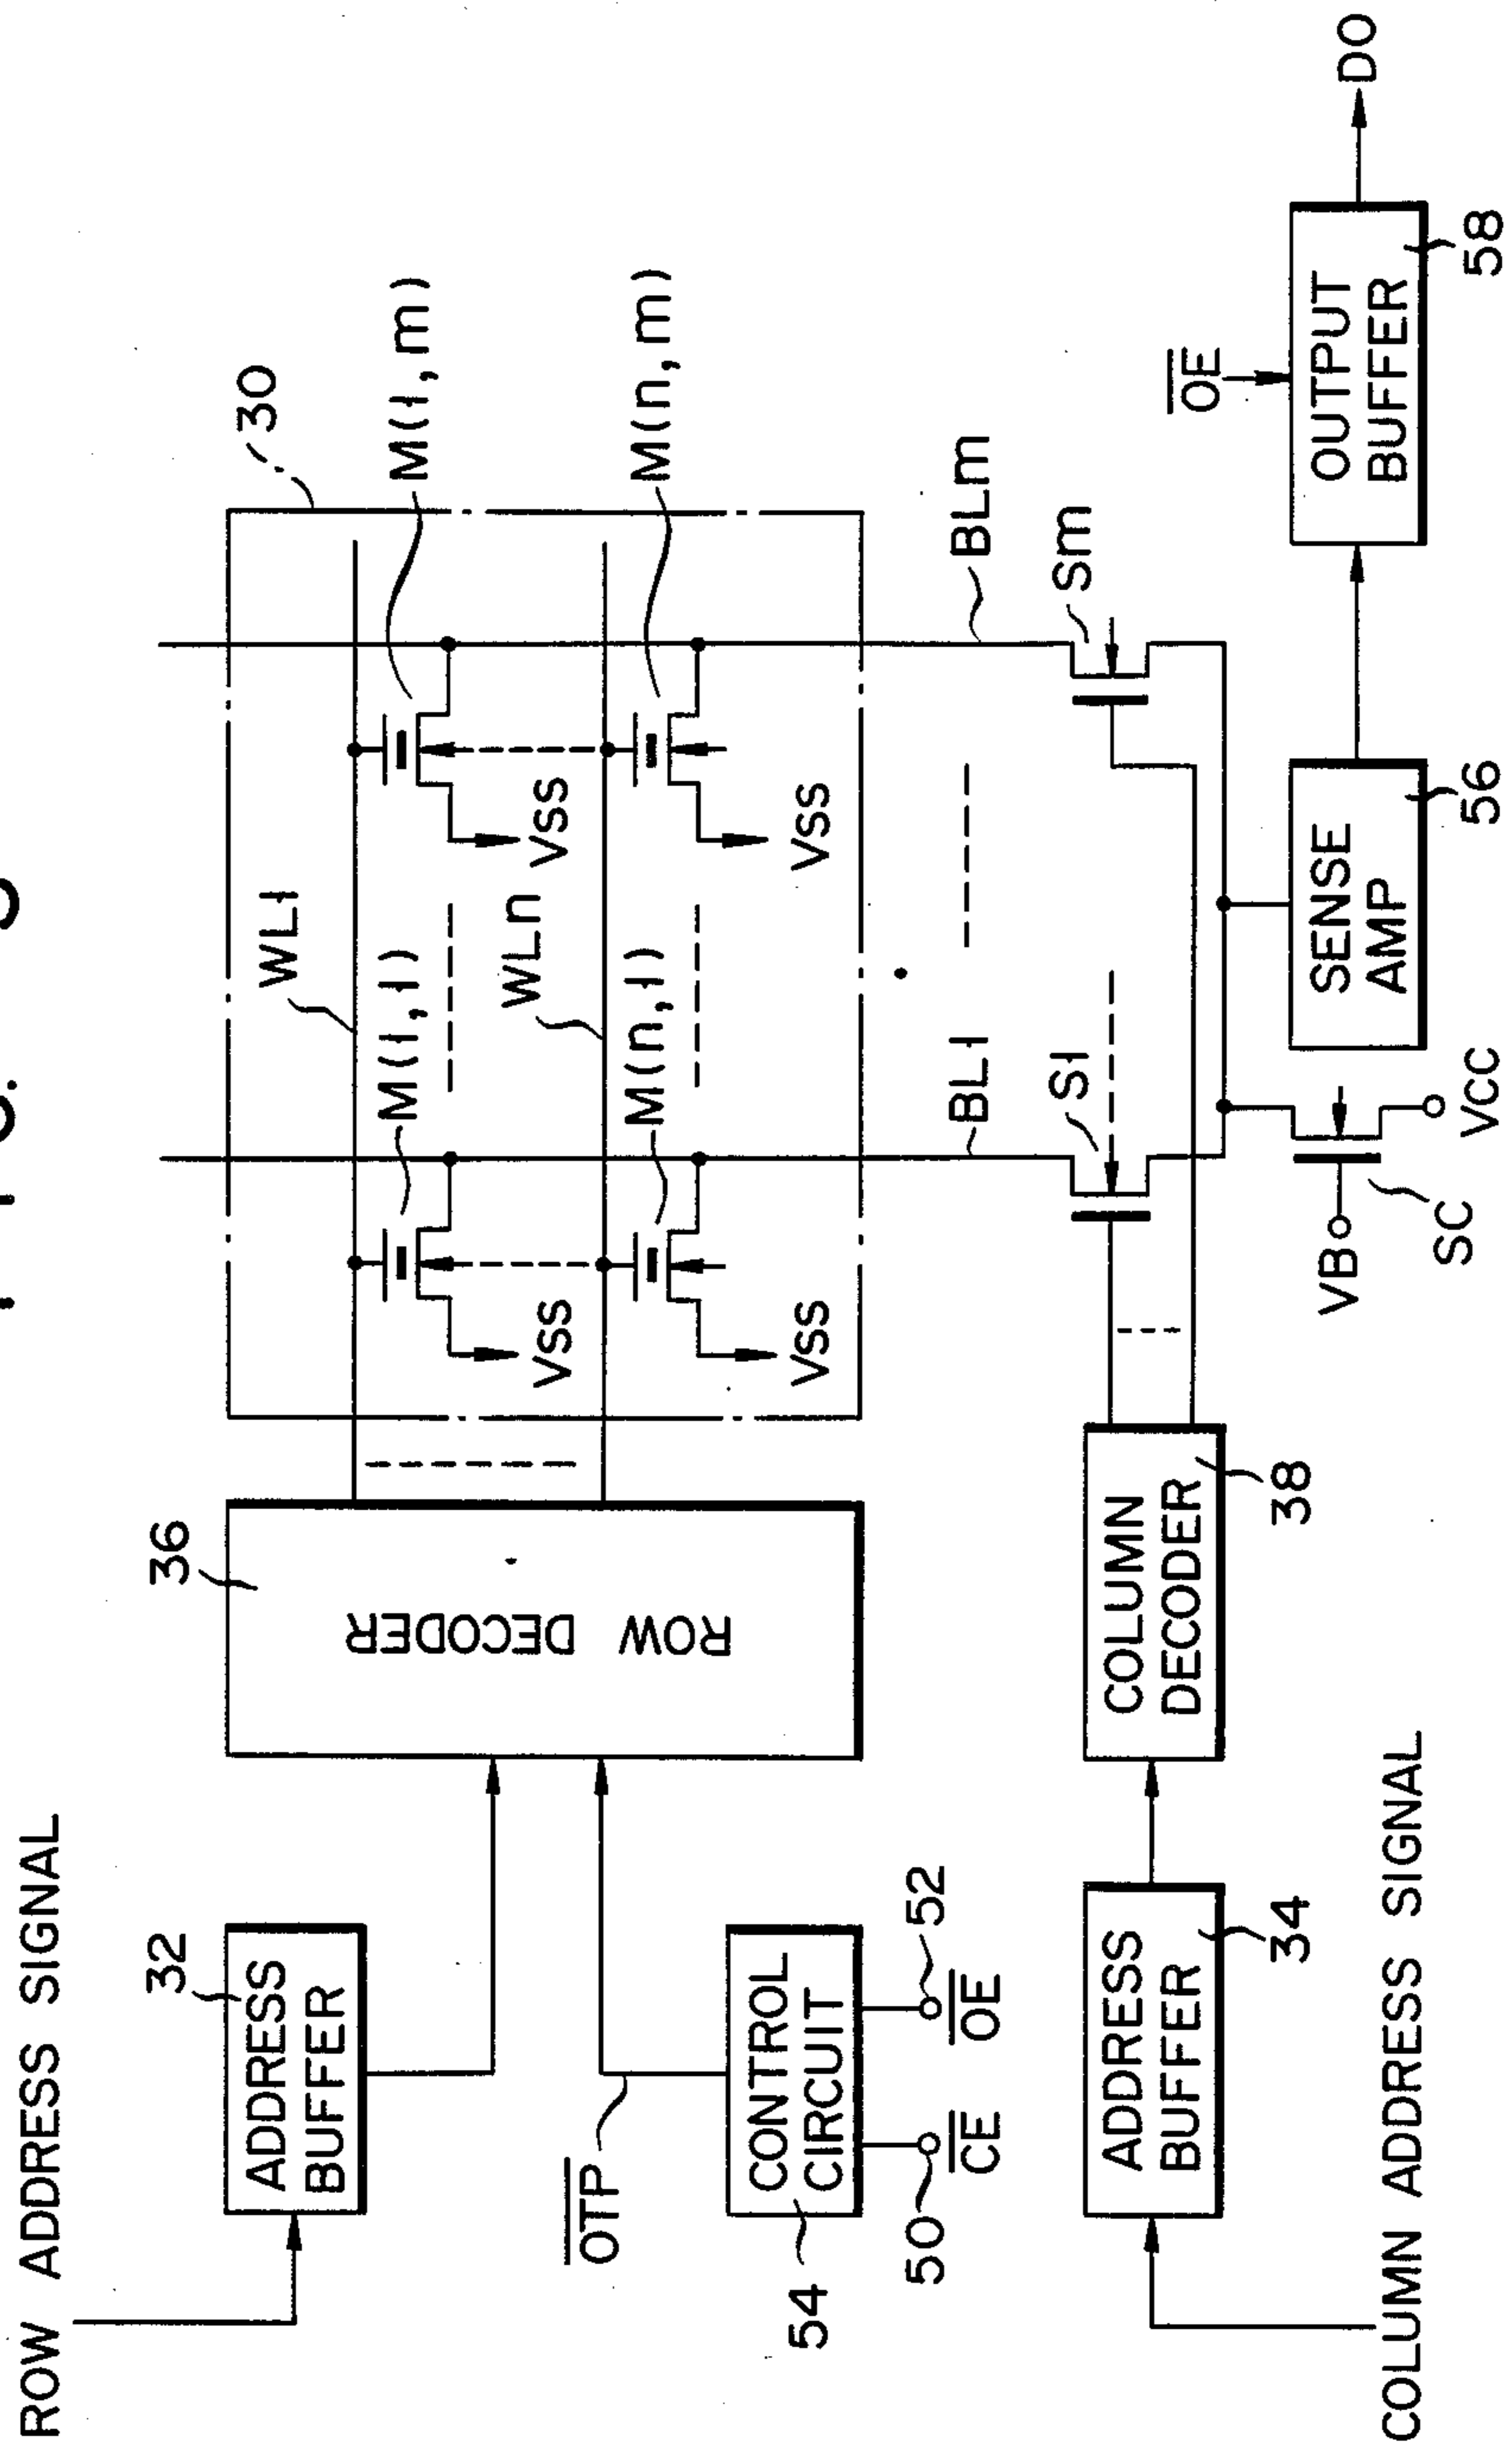 ROW ADDRESS SIGNAL
32
ADDRESS
BUFFER
36
ROW DECODER
30
WL1
M(1,1)
M(1,m)
VSS
VSS
WLn
M(n,1)
M(n,m)
VSS
VSS
OTP
CONTROL
CIRCUIT
54
50
CE
OE
52
BL1
BLm
S1
Sm
ADDRESS
BUFFER
34
COLUMN
DECODER
38
COLUMN ADDRESS SIGNAL
VB
SC
VCC
SENSE
AMP
56
OE
OUTPUT
BUFFER
58
DO